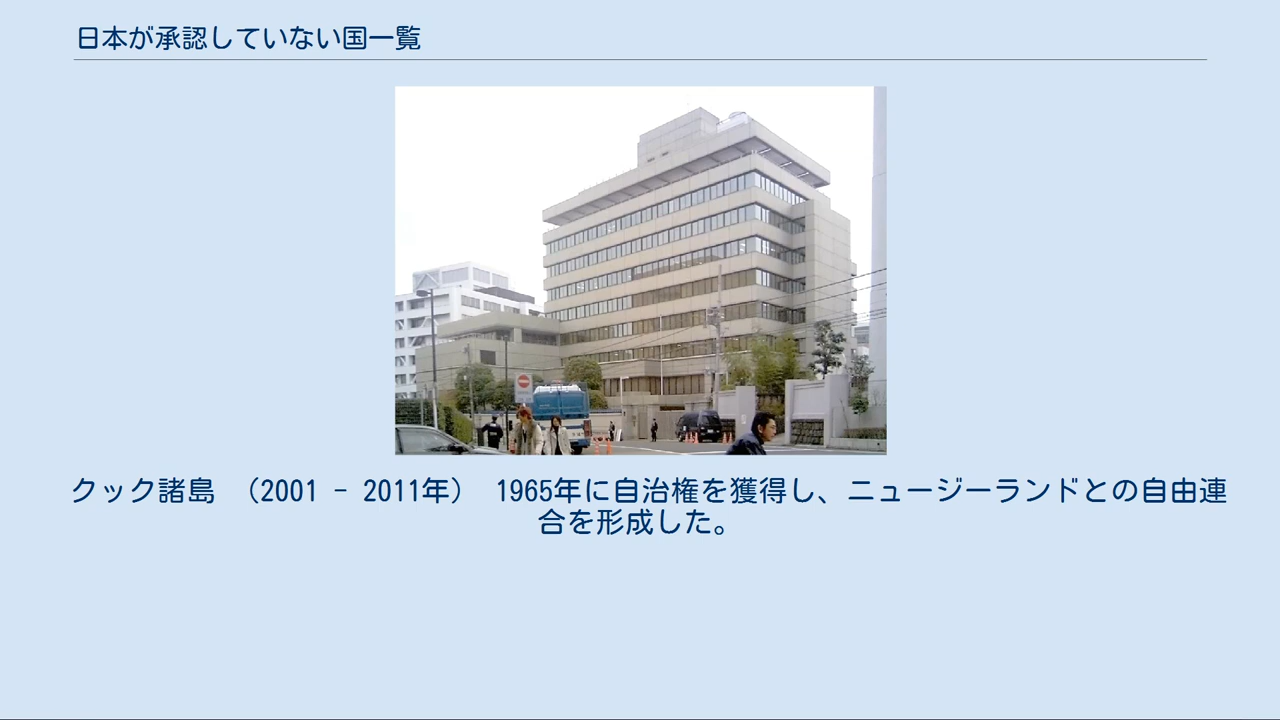 日本が承認していない国一覧
クック諸島 （2001 - 2011年） 1965年に自治権を獲得し、ニュージーランドとの自由連
合を形成した。